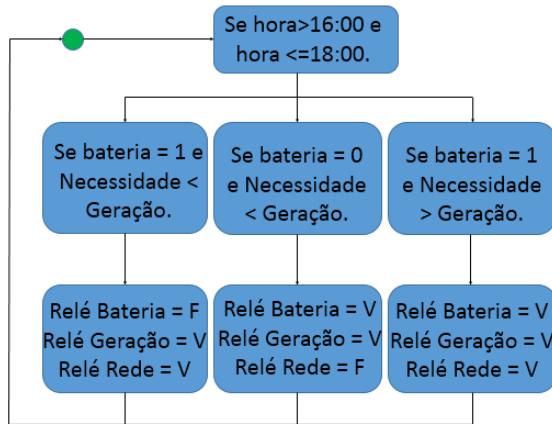 Se hora>16:00 e
hora <=18:00.
Se bateria = 1 e
Necessidade <
Geração.
Se bateria = 0
e Necessidade
< Geração.
Se bateria = 1
e Necessidade
> Geração.
Relé Bateria = F
Relé Geração = V
Relé Rede = V
Relé Bateria = V
Relé Geração = V
Relé Rede = F
Relé Bateria = V
Relé Geração = V
Relé Rede = V